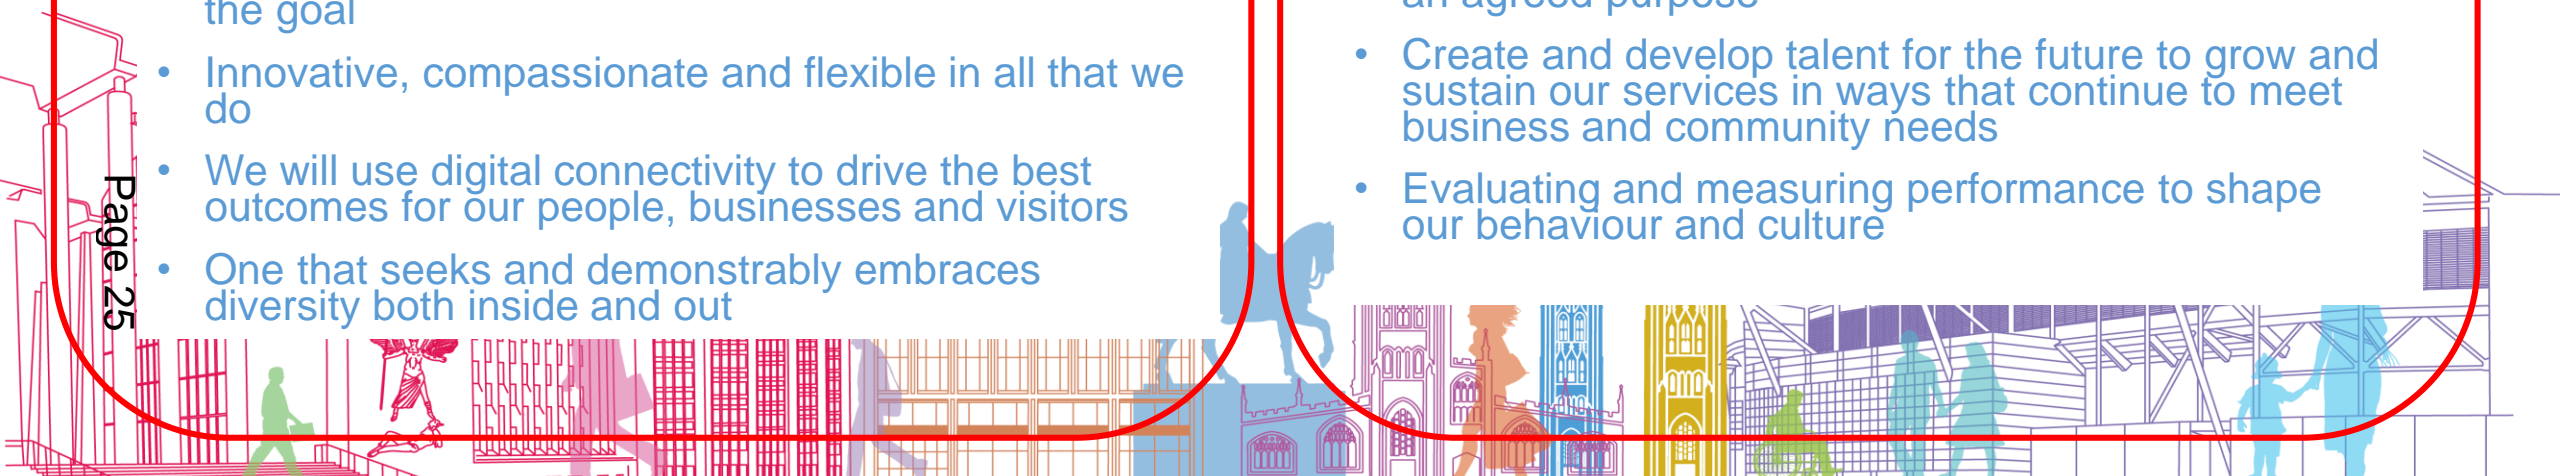 the goal
• Innovative, compassionate and flexible in all that we
do
• We will use digital connectivity to drive the best
outcomes for our people, businesses and visitors
• One that seeks and demonstrably embraces
diversity both inside and out
an agreed purpose
• Create and develop talent for the future to grow and
sustain our services in ways that continue to meet
business and community needs
• Evaluating and measuring performance to shape
our behaviour and culture
Page 25